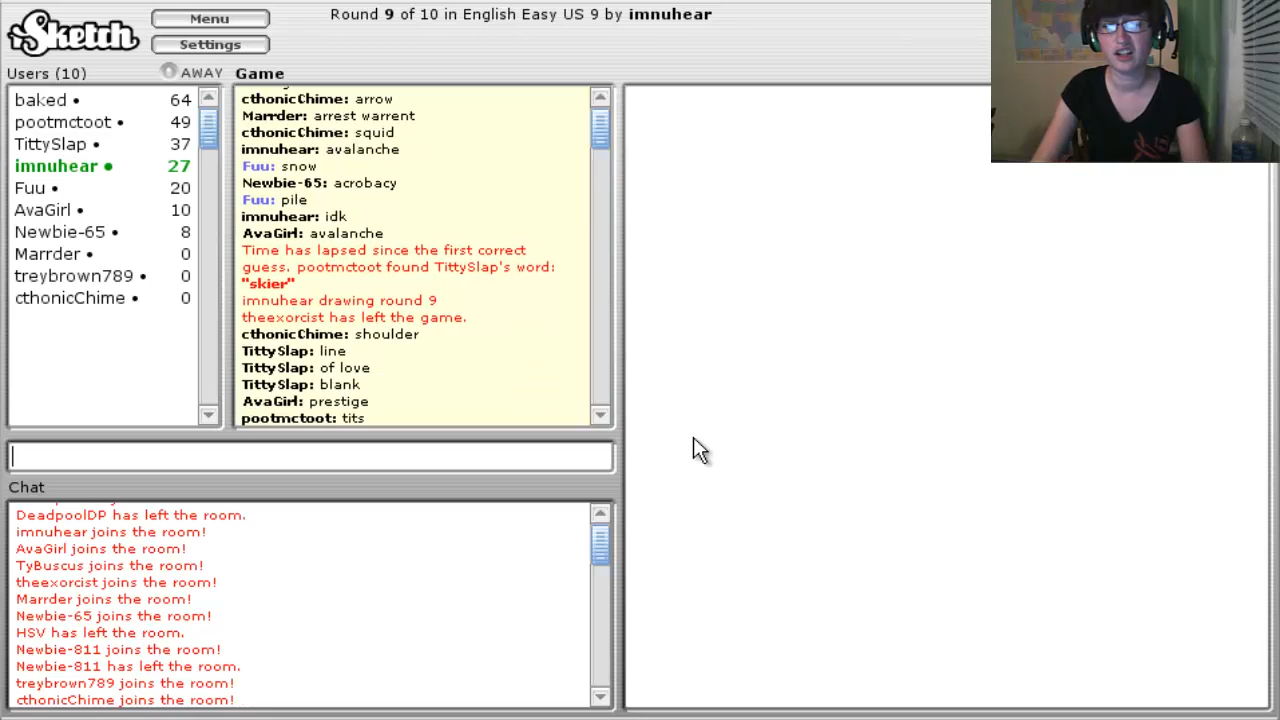 iSketch
Menu
Settings
Round 9 of 10 in English Easy US 9 by imnuhear
Users (10)
AWAY
Game
baked • 64
pootmctoot • 49
TittySlap • 37
imnuhear • 27
Fuu • 20
AvaGirl • 10
Newbie-65 • 8
Marrder • 0
treybrown789 • 0
cthonicChime • 0
cthonicChime: arrow
Marrder: arrest warrent
cthonicChime: squid
imnuhear: avalanche
Fuu: snow
Newbie-65: acrobacy
Fuu: pile
imnuhear: idk
AvaGirl: avalanche
Time has lapsed since the first correct
guess. pootmctoot found TittySlap's word:
"skier"
imnuhear drawing round 9
theexorcist has left the game.
cthonicChime: shoulder
TittySlap: line
TittySlap: of love
TittySlap: blank
AvaGirl: prestige
pootmctoot: tits
Chat
DeadpoolDP has left the room.
imnuhear joins the room!
AvaGirl joins the room!
TyBuscus joins the room!
theexorcist joins the room!
Marrder joins the room!
Newbie-65 joins the room!
HSV has left the room.
Newbie-811 joins the room!
Newbie-811 has left the room.
treybrown789 joins the room!
cthonicChime joins the room!